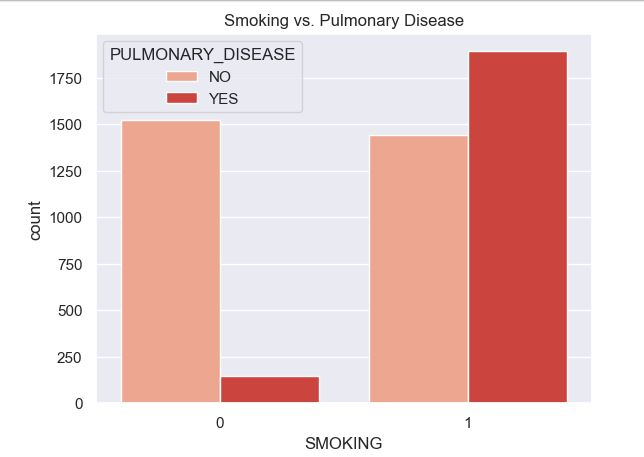 Smoking vs. Pulmonary Disease
PULMONARY_DISEASE
NO
YES
1750
1500
1250
1000
750
500
250
0
count
0 1
SMOKING